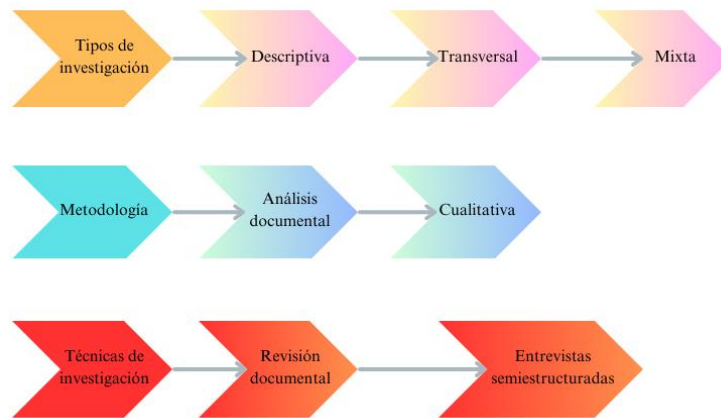 Tipos de
investigación
Descriptiva
Transversal
Mixta
Metodología
Análisis
documental
Cualitativa
Técnicas de
investigación
Revisión
documental
Entrevistas
semiestructuradas